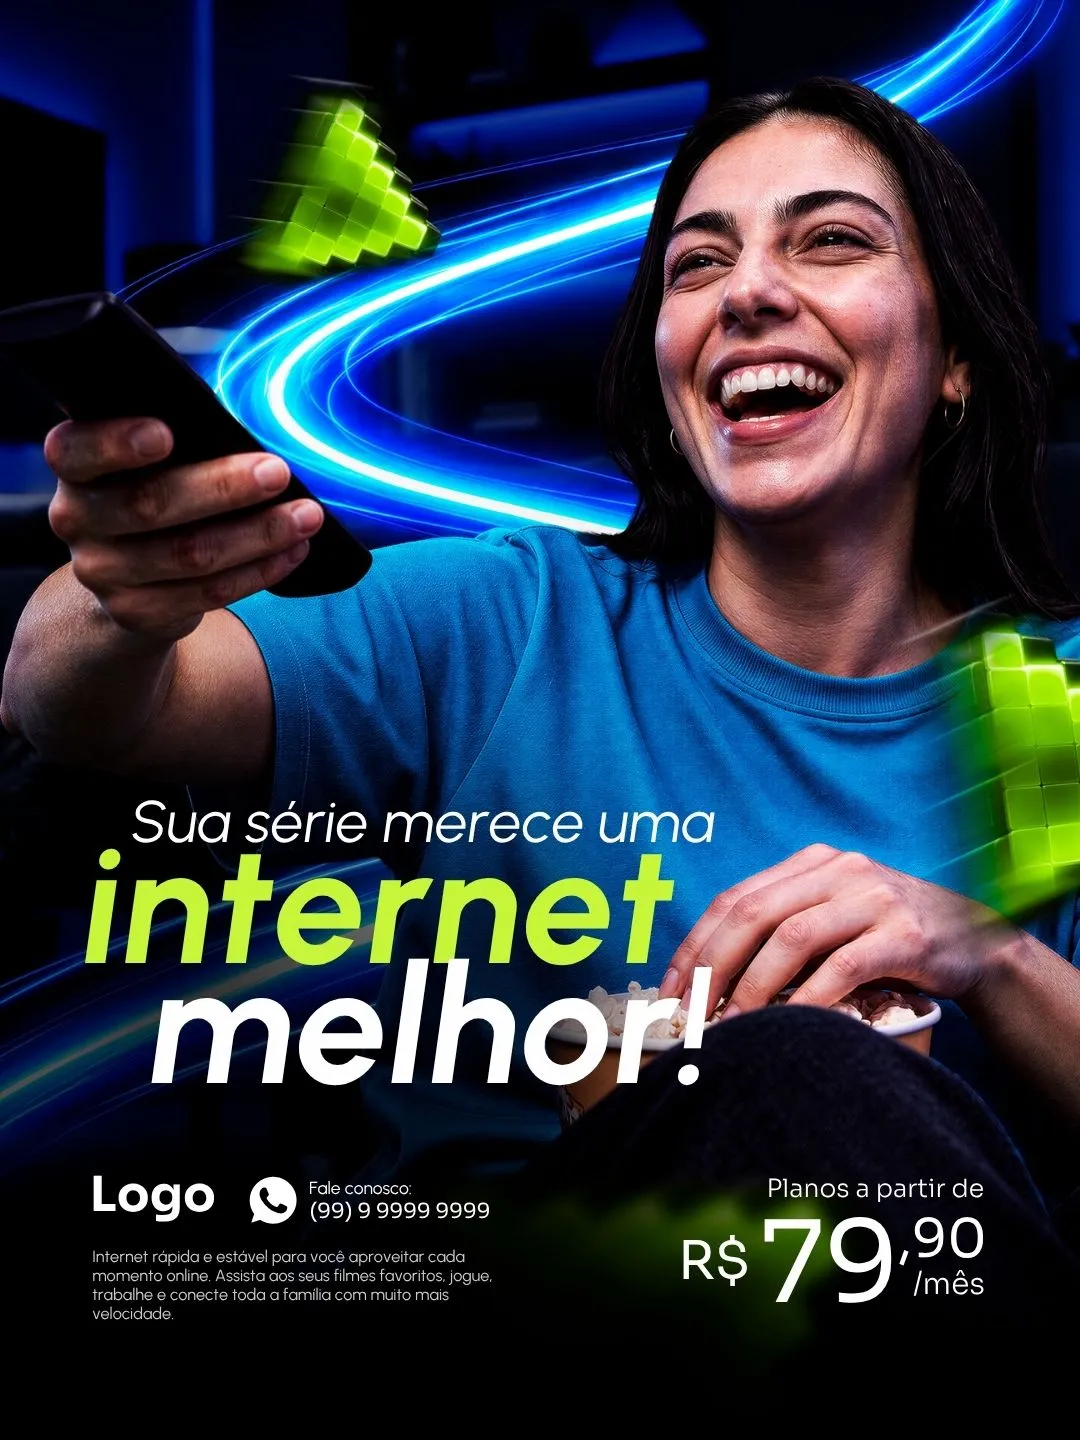 Sua série merece uma
internet
melhor!
Logo
Fale conosco:
(99) 9 9999 9999
Internet rápida e estável para você aproveitar cada
momento online. Assista aos seus filmes favoritos, jogue,
trabalhe e conecte toda a família com muito mais
velocidade.
Planos a partir de
R$ 79,90
/mês